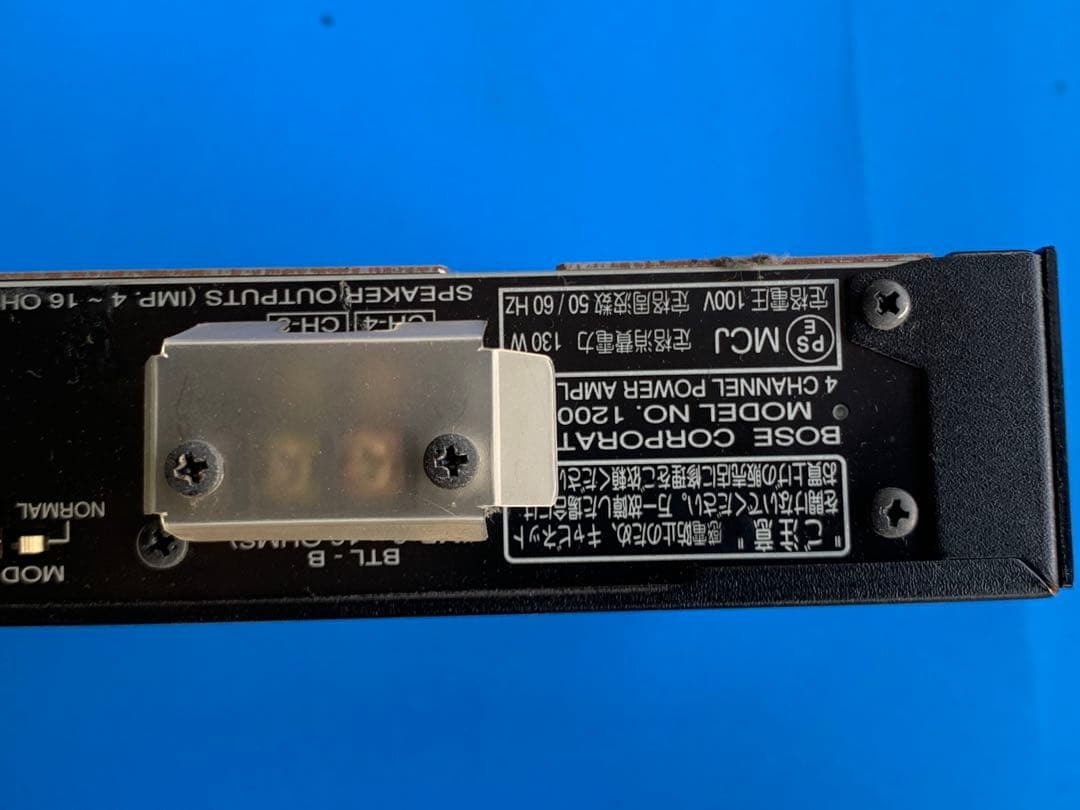 "ご注意" 感電防止のため、キャビネット
を開けないでください。万一故障した場合は
お買上げの販売店に修理をご依頼ください
BOSE CORPORAT
MODEL NO. 1200
4 CHANNEL POWER AMPL
PSE MCJ 定格消費電力 130 W
定格電圧 100V 定格周波数 50 / 60 HZ
BTL - B
OHMS)
CH-4
SPEAKER OUTPUTS (IMP. 4 ~ 16 OH
MOD
NORMAL